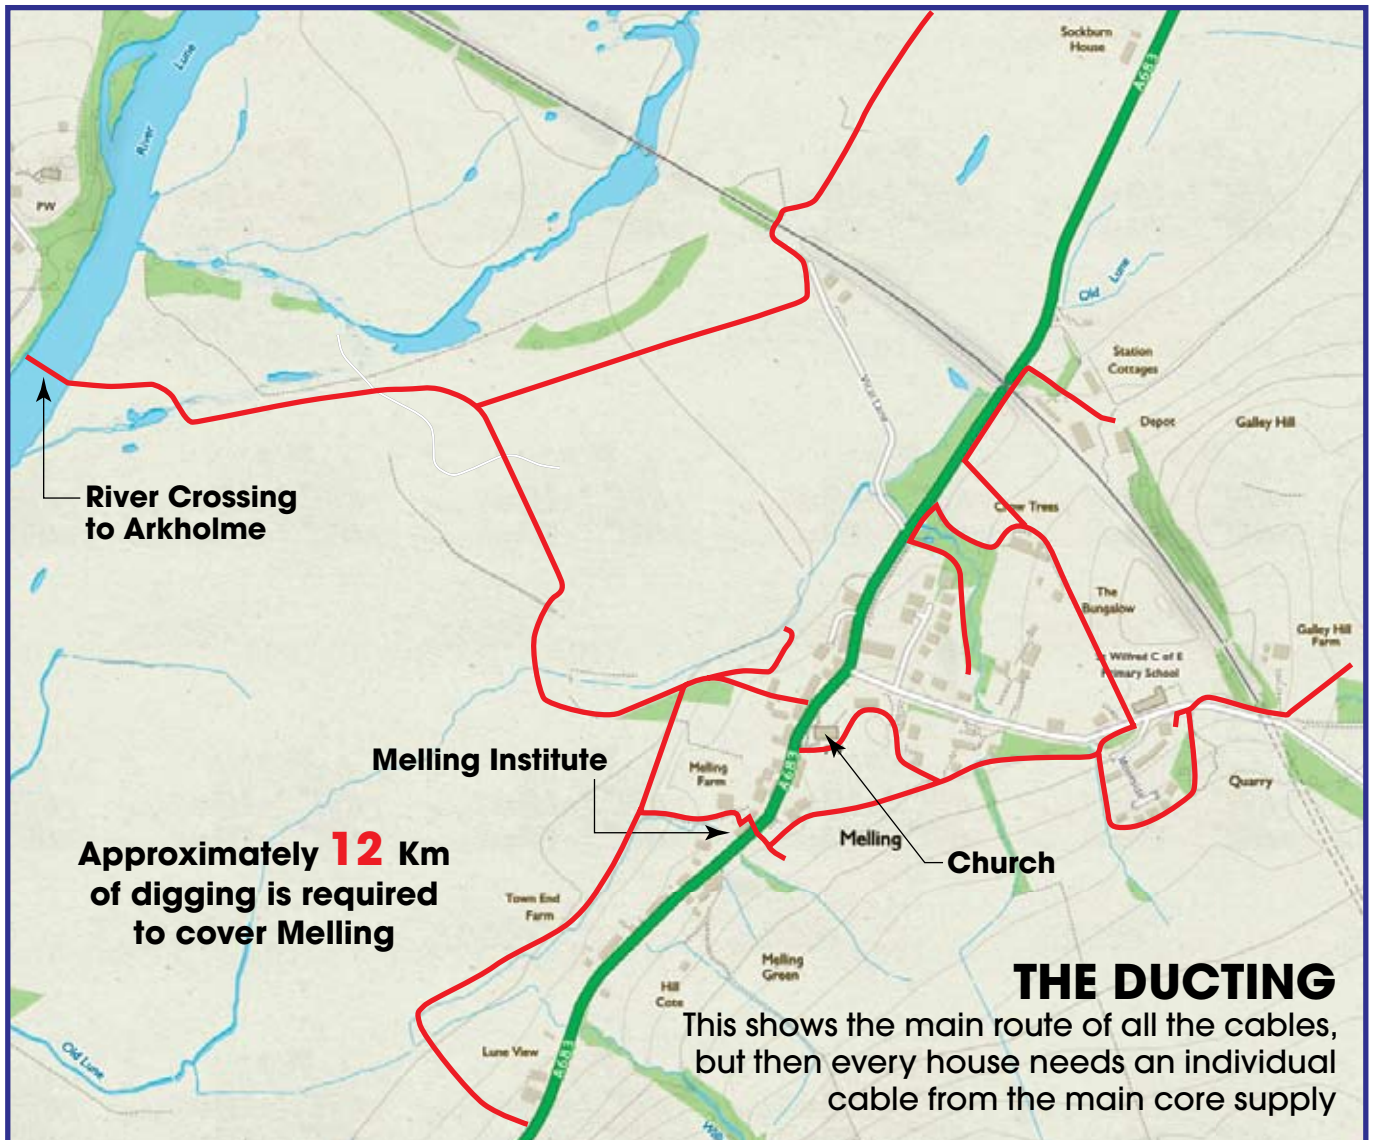 Sockburn
House
A683
Lune
River
PW
Old Lune
Station
Cottages
Vicar Lane
Depot
Galley Hill
River Crossing
to Arkholme
Crow Trees
The
Bungalow
Galley Hill
Farm
St Wilfred C of E
Primary School
Melling Institute
Melling
Farm
A683
Quarry
Approximately 12 Km
of digging is required
to cover Melling
Melling
Church
Town End
Farm
Melling
Green
Hill
Cote
THE DUCTING
This shows the main route of all the cables,
but then every house needs an individual
cable from the main core supply
Old Lune
Lune View
A683